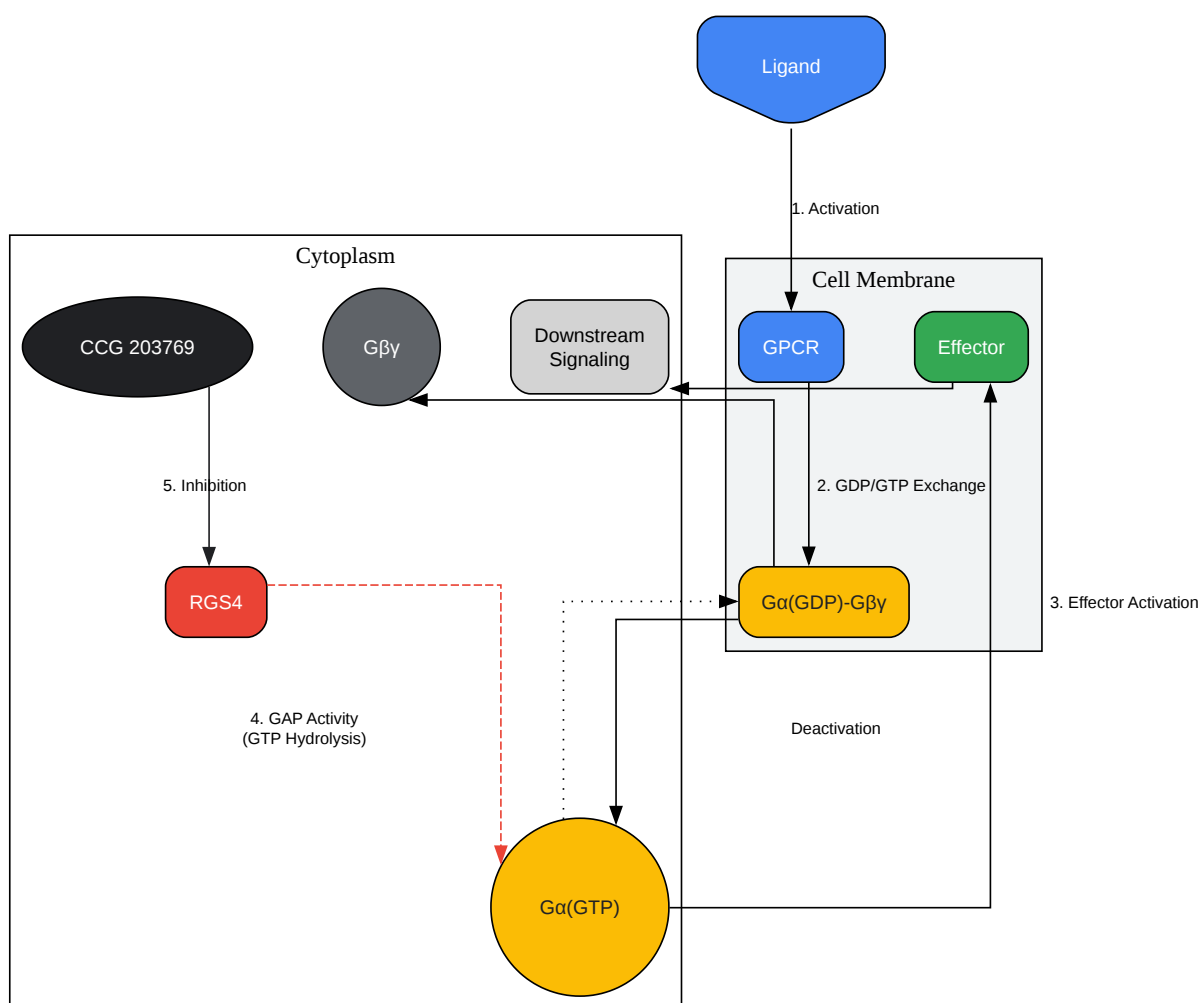 Ligand
1. Activation
Cytoplasm
Cell Membrane
CCG 203769
Gβγ
Downstream
Signaling
GPCR
Effector
5. Inhibition
2. GDP/GTP Exchange
RGS4
Gα(GDP)-Gβγ
3. Effector Activation
4. GAP Activity
(GTP Hydrolysis)
Deactivation
Gα(GTP)